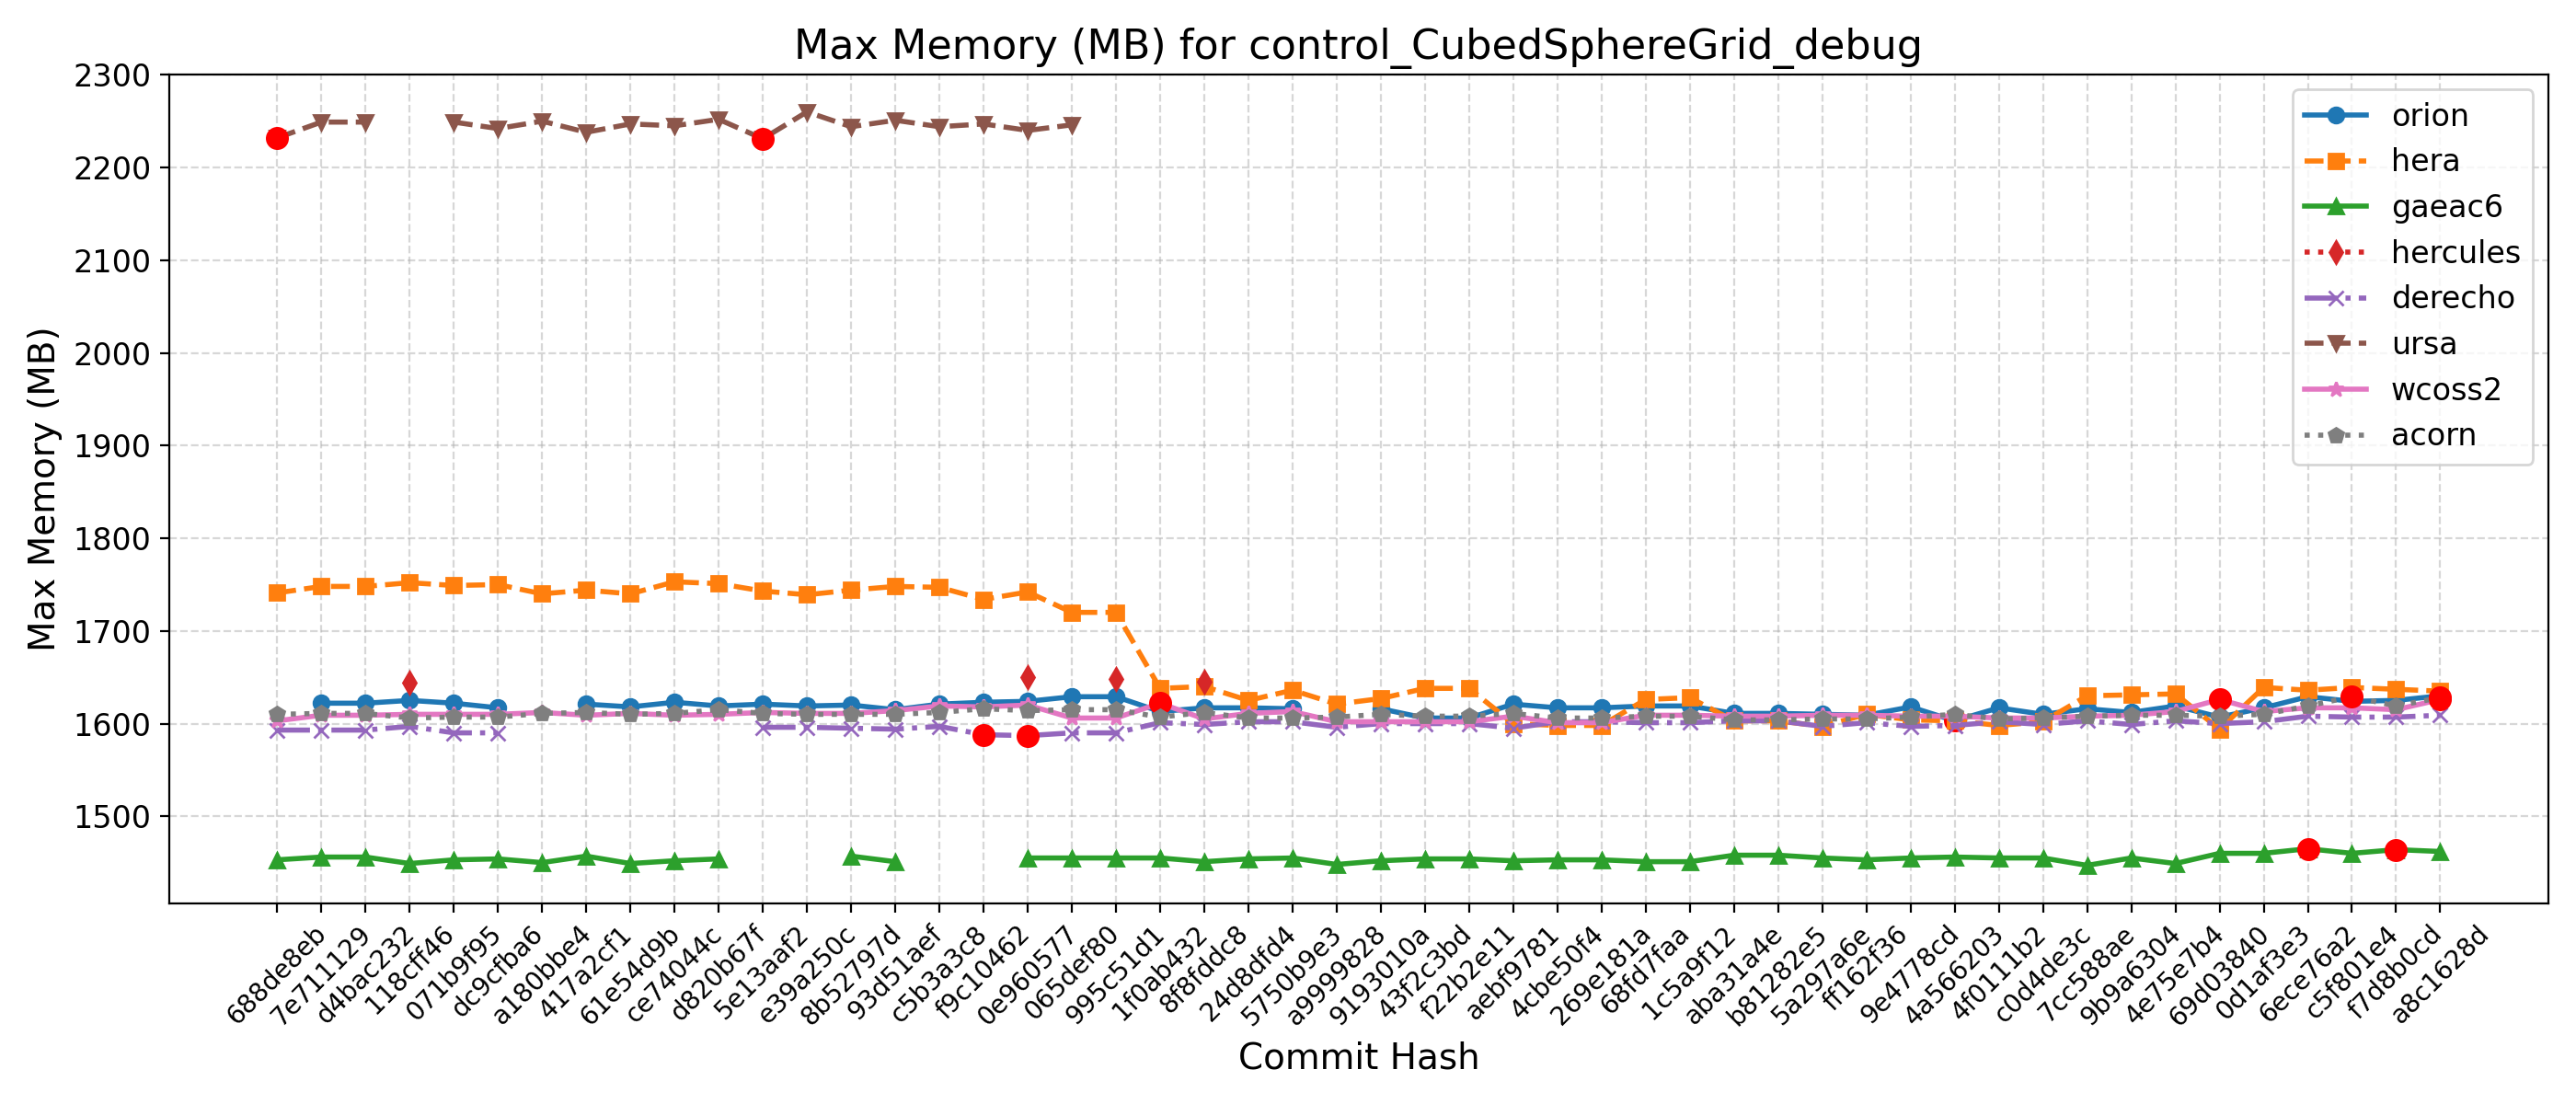 Max Memory (MB) for control_CubedSphereGrid_debug
Max Memory (MB)
2300
2200
2100
2000
1900
1800
1700
1600
1500
orion
hera
gaeac6
hercules
derecho
ursa
wcoss2
acorn
688de8eb
7e711129
d4bac232
118cff46
071b9f95
dc9cfba6
a180bbe4
417a2cf1
61e54d9b
ce74044c
d820b67f
5e13aaf2
e39a250c
8b52797d
93d51aef
c5b3a3c8
f9c10462
0e960577
065def80
995c51d1
1f0ab432
8f8fddc8
24d8dfd4
5750b9e3
a9999828
9193010a
43f2c3bd
f22b2e11
aebf9781
4cbe50f4
269e181a
68fd7faa
1c5a9f12
aba31a4e
b81282e5
5a297a6e
ff162f36
9e4778cd
4a566203
4f0111b2
c0d4de3c
7cc588ae
9b9a6304
4e75e7b4
69d03840
0d1af3e3
6ece76a2
c5f801e4
f7d8b0cd
a8c1628d
Commit Hash